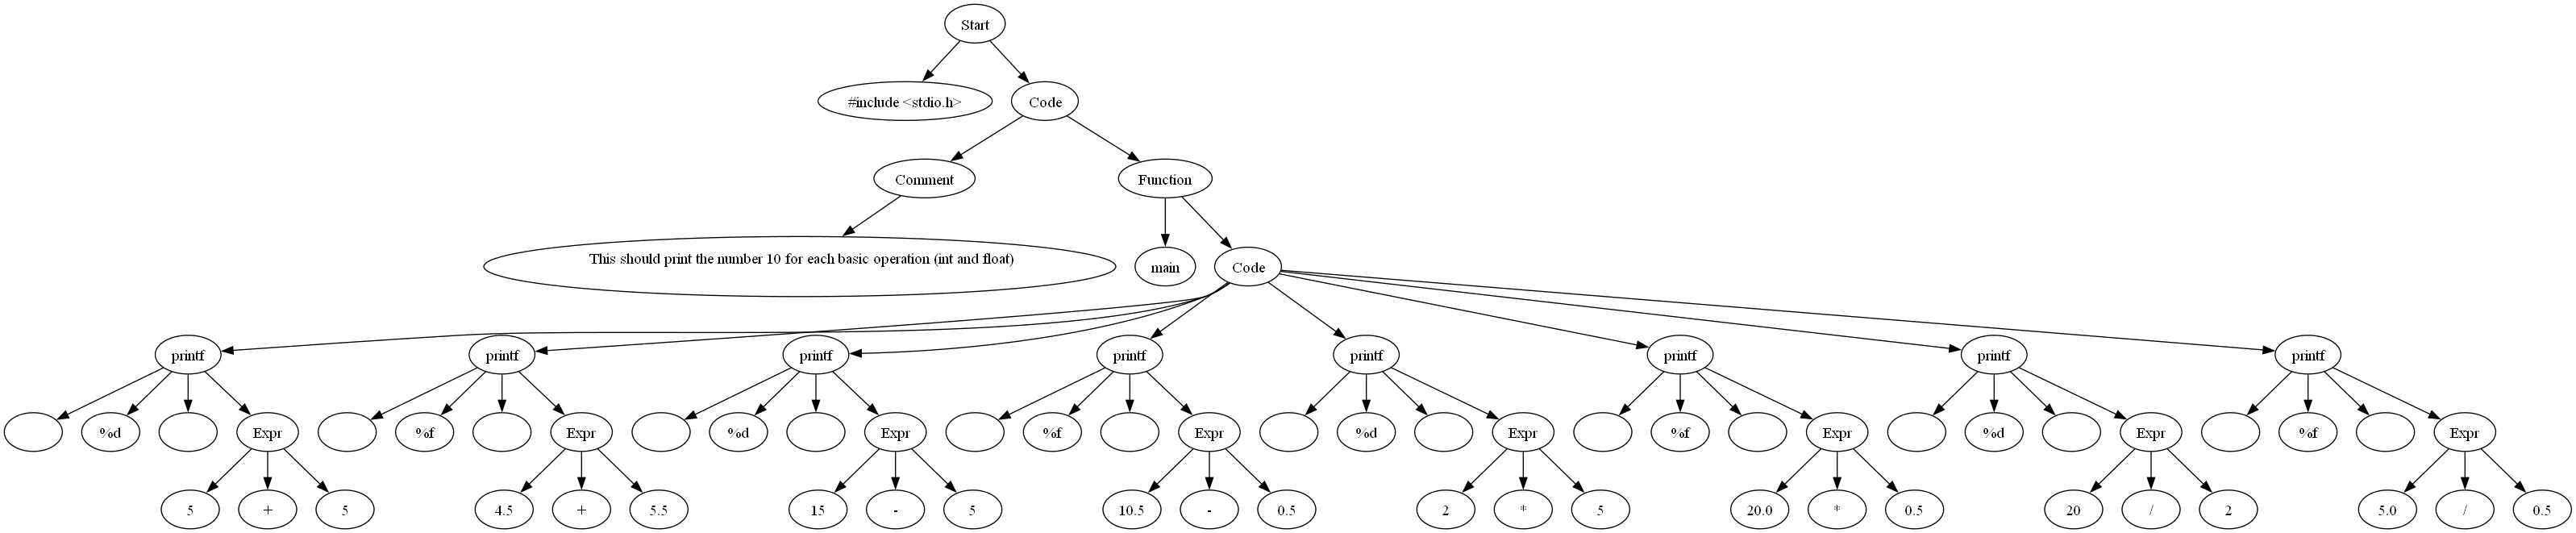 Start
#include <stdio.h>
Code
Comment
Function
This should print the number 10 for each basic operation (int and float)
main
Code
printf
printf
printf
printf
printf
printf
printf
printf
%d
Expr
%f
Expr
%d
Expr
%f
Expr
%d
Expr
%f
Expr
%d
Expr
%f
Expr
5
+
5
4.5
+
5.5
15
-
5
10.5
-
0.5
2
*
5
20.0
*
0.5
20
/
2
5.0
/
0.5